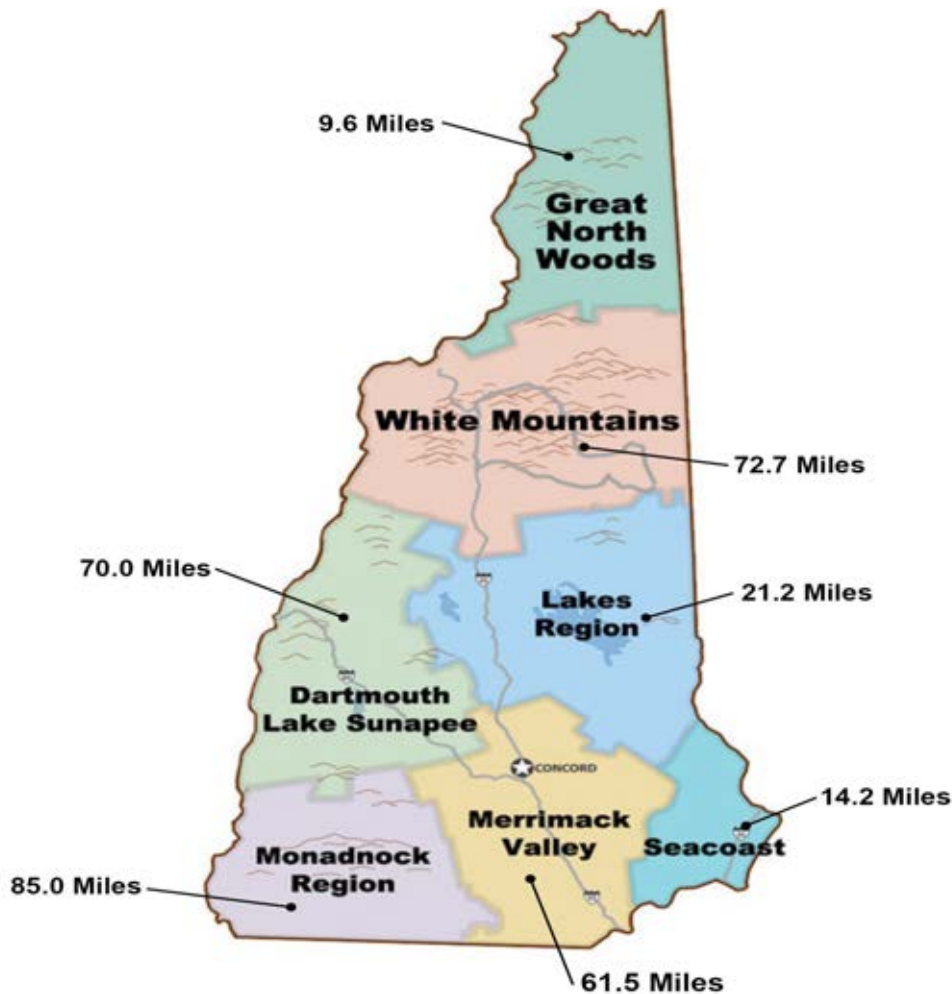 9.6 Miles
Great
North
Woods
White Mountains
72.7 Miles
70.0 Miles
21.2 Miles
Lakes
Region
Dartmouth
Lake Sunapee
CONCORD
14.2 Miles
Merrimack
Valley
Seacoast
Monadnock
Region
85.0 Miles
61.5 Miles